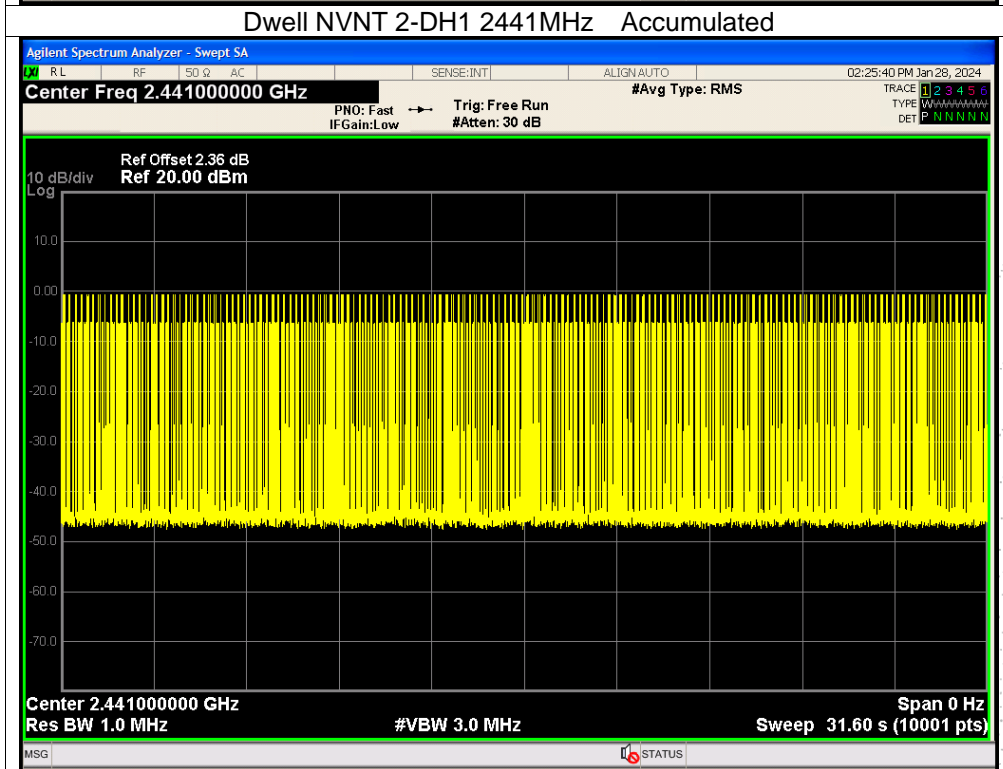 Dwell NVNT 2-DH1 2441MHz Accumulated
Agilent Spectrum Analyzer - Swept SA
LXI RL RF 50 Ω AC SENSE:INT ALIGN AUTO 02:25:40 PM Jan 28, 2024
Center Freq 2.441000000 GHz #Avg Type: RMS TRACE 1 2 3 4 5 6
PNO: Fast Trig: Free Run TYPE WWWWWW
IFGain:Low #Atten: 30 dB DET P N N N N N
Ref Offset 2.36 dB
10 dB/div Ref 20.00 dBm
Log
10.0
0.00
-10.0
-20.0
-30.0
-40.0
-50.0
-60.0
-70.0
Center 2.441000000 GHz Span 0 Hz
Res BW 1.0 MHz #VBW 3.0 MHz Sweep 31.60 s (10001 pts)
MSG STATUS